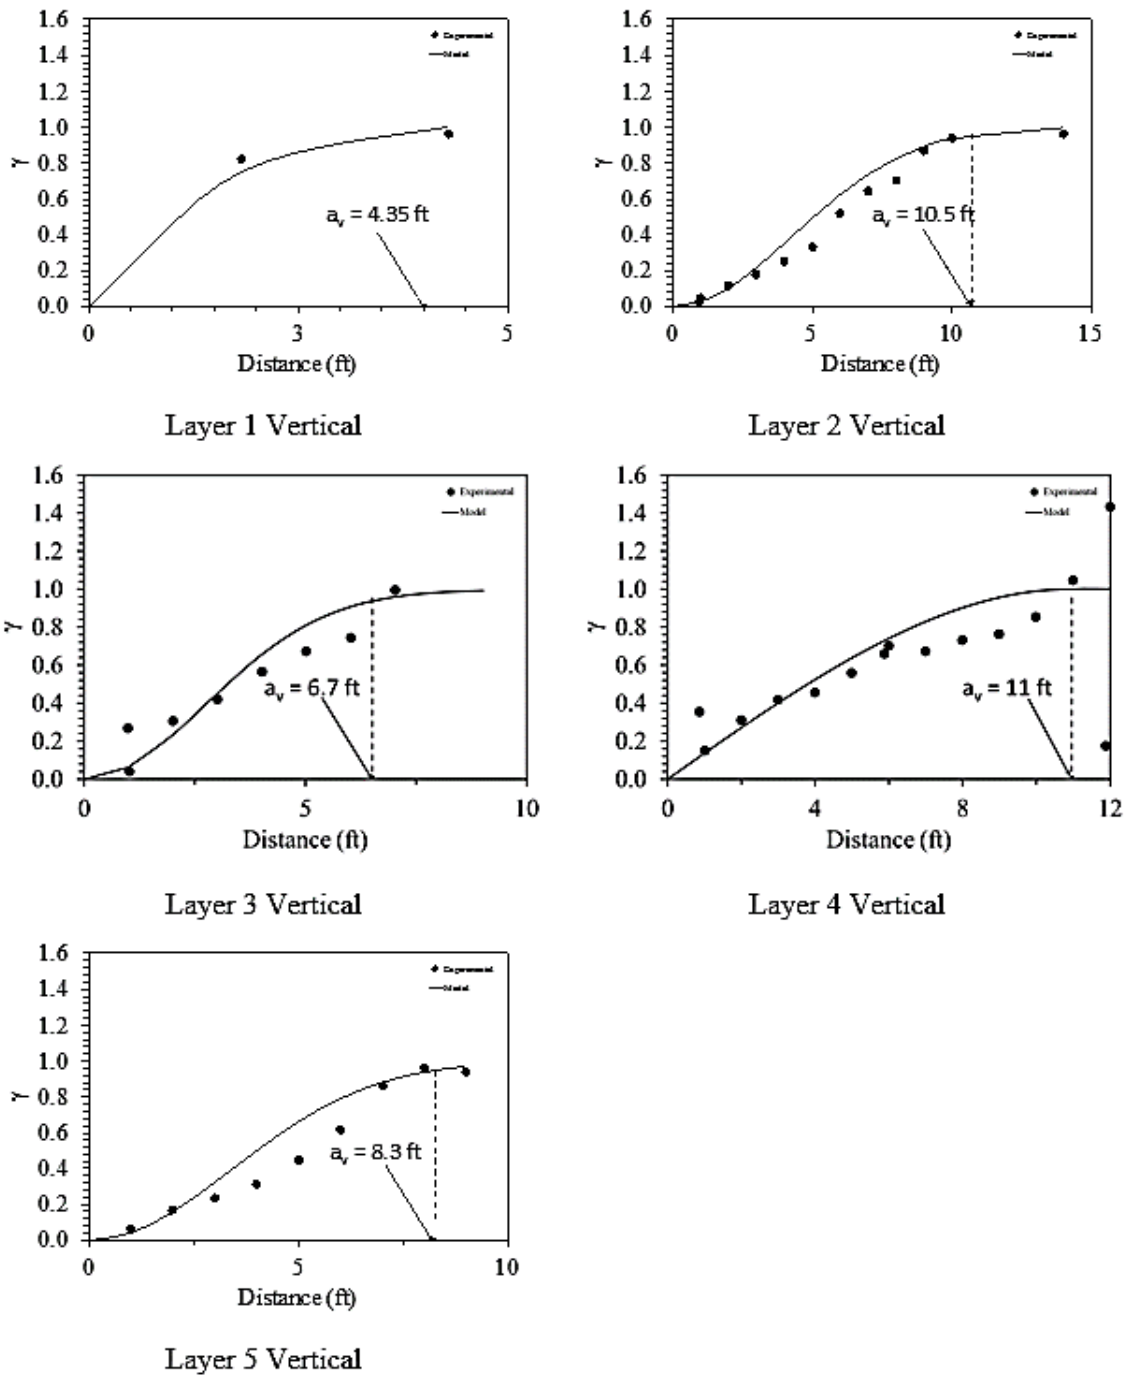 1.6
1.4
1.2
1.0
0.8
0.6
0.4
0.2
0.0
γ
Experimental
Model
av = 4.35 ft
0 3 5
Distance (ft)
Layer 1 Vertical
1.6
1.4
1.2
1.0
0.8
0.6
0.4
0.2
0.0
γ
Experimental
Model
av = 10.5 ft
0 5 10 15
Distance (ft)
Layer 2 Vertical
1.6
1.4
1.2
1.0
0.8
0.6
0.4
0.2
0.0
γ
Experimental
Model
av = 6.7 ft
0 5 10
Distance (ft)
Layer 3 Vertical
1.6
1.4
1.2
1.0
0.8
0.6
0.4
0.2
0.0
γ
Experimental
Model
av = 11 ft
0 4 8 12
Distance (ft)
Layer 4 Vertical
1.6
1.4
1.2
1.0
0.8
0.6
0.4
0.2
0.0
γ
Experimental
Model
av = 8.3 ft
0 5 10
Distance (ft)
Layer 5 Vertical